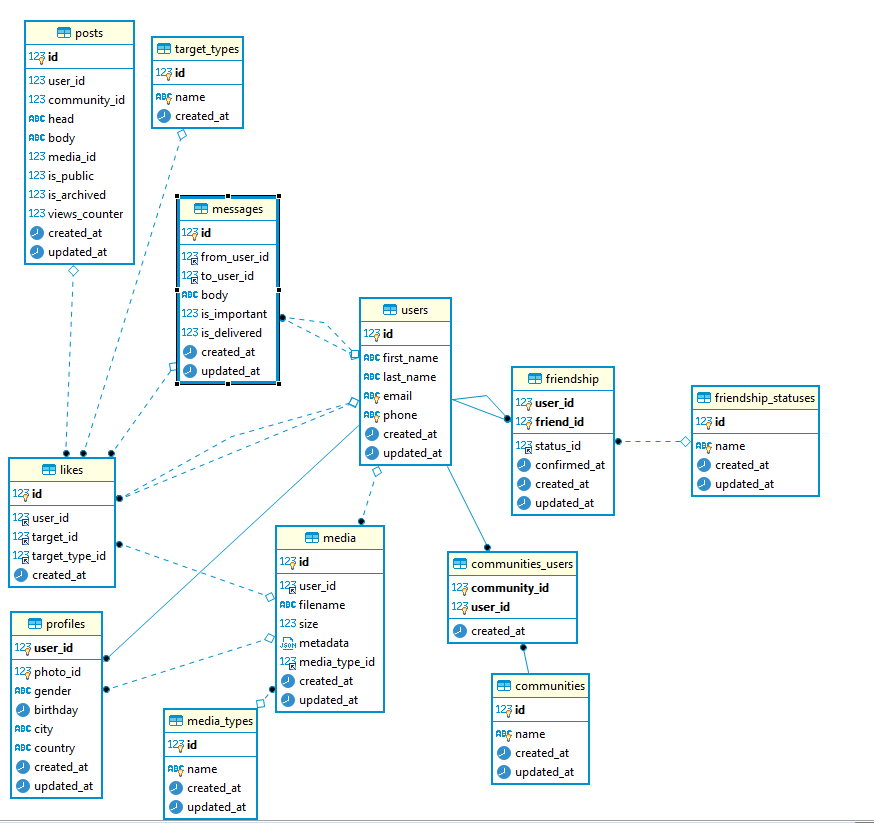 posts
123 id
123 user_id
123 community_id
ABC head
ABC body
123 media_id
123 is_public
123 is_archived
123 views_counter
created_at
updated_at
target_types
123 id
ABC name
created_at
messages
123 id
123 from_user_id
123 to_user_id
ABC body
123 is_important
123 is_delivered
created_at
updated_at
users
123 id
ABC first_name
ABC last_name
ABC email
ABC phone
created_at
updated_at
friendship
123 user_id
123 friend_id
123 status_id
confirmed_at
created_at
updated_at
friendship_statuses
123 id
ABC name
created_at
updated_at
likes
123 id
123 user_id
123 target_id
123 target_type_id
created_at
media
123 id
123 user_id
ABC filename
123 size
JSON metadata
123 media_type_id
created_at
updated_at
communities_users
123 community_id
123 user_id
created_at
profiles
123 user_id
123 photo_id
ABC gender
birthday
ABC city
ABC country
created_at
updated_at
media_types
123 id
ABC name
created_at
updated_at
communities
123 id
ABC name
created_at
updated_at